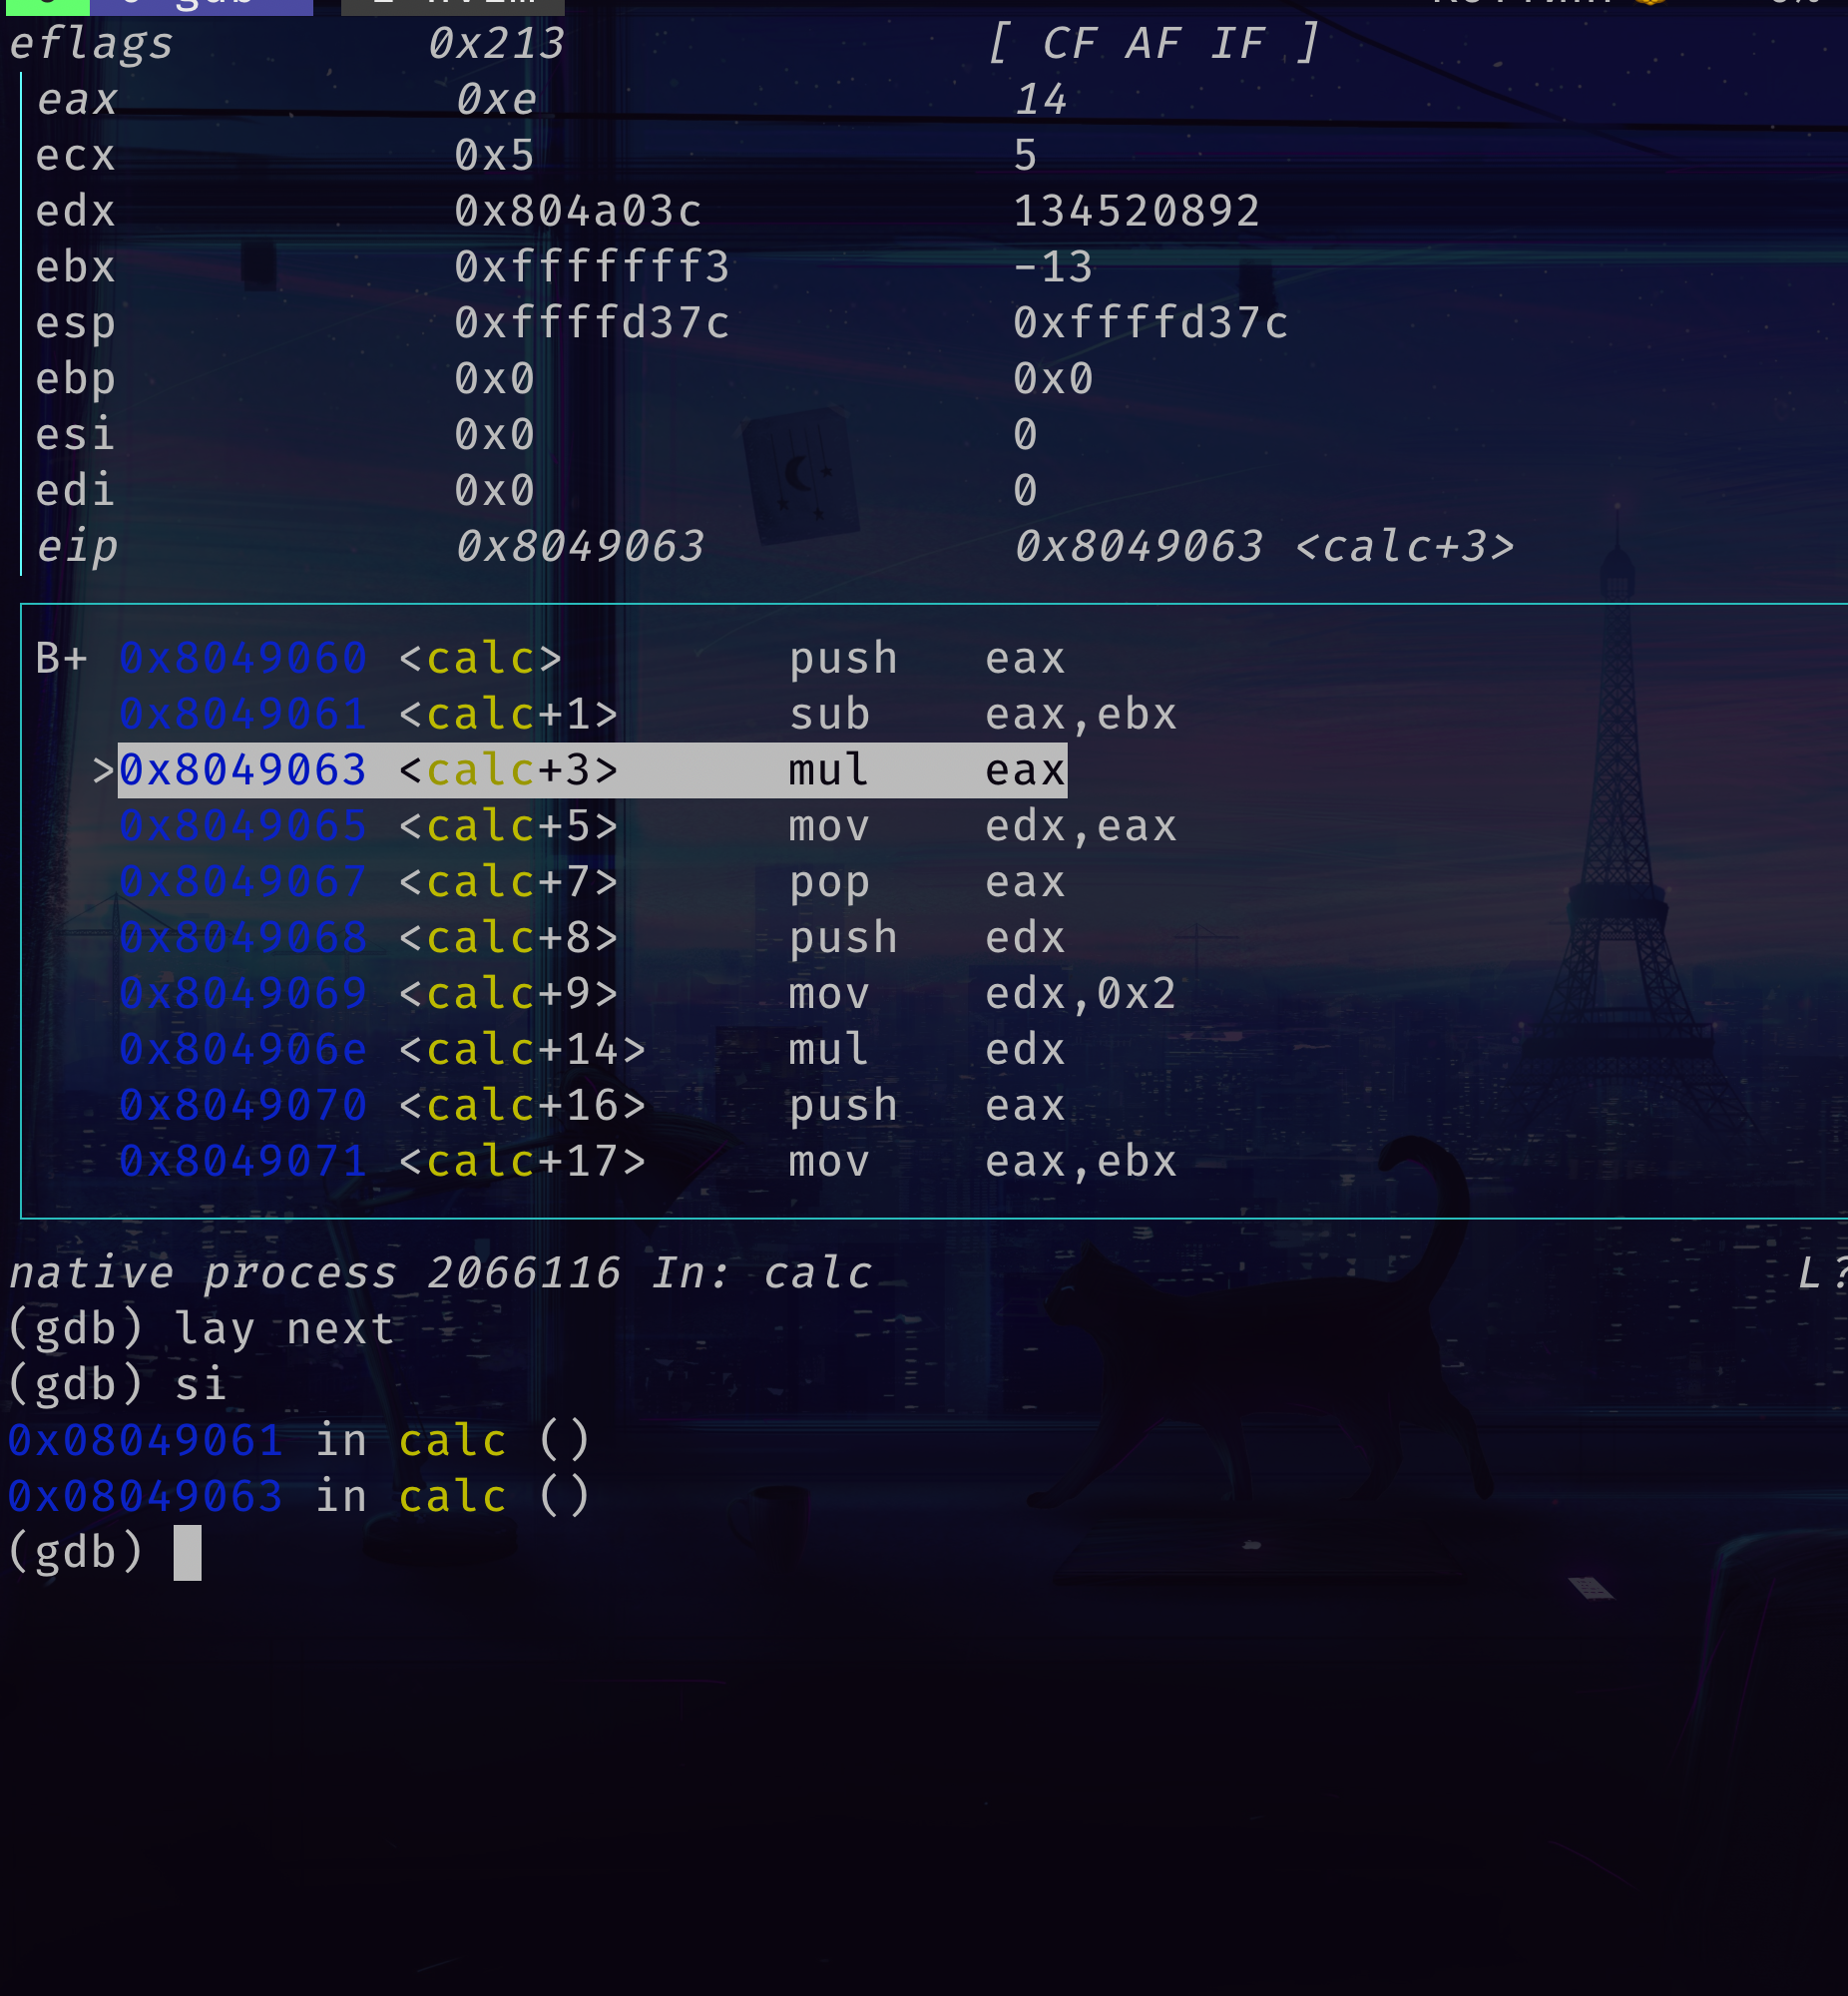 eflags 0x213 [ CF AF IF ]
eax 0xe 14
ecx 0x5 5
edx 0x804a03c 134520892
ebx 0xfffffff3 -13
esp 0xffffd37c 0xffffd37c
ebp 0x0 0x0
esi 0x0 0
edi 0x0 0
eip 0x8049063 0x8049063 <calc+3>
B+ 0x8049060 <calc> push eax
0x8049061 <calc+1> sub eax,ebx
>0x8049063 <calc+3> mul eax
0x8049065 <calc+5> mov edx,eax
0x8049067 <calc+7> pop eax
0x8049068 <calc+8> push edx
0x8049069 <calc+9> mov edx,0x2
0x804906e <calc+14> mul edx
0x8049070 <calc+16> push eax
0x8049071 <calc+17> mov eax,ebx
native process 2066116 In: calc L?
(gdb) lay next
(gdb) si
0x08049061 in calc ()
0x08049063 in calc ()
(gdb)